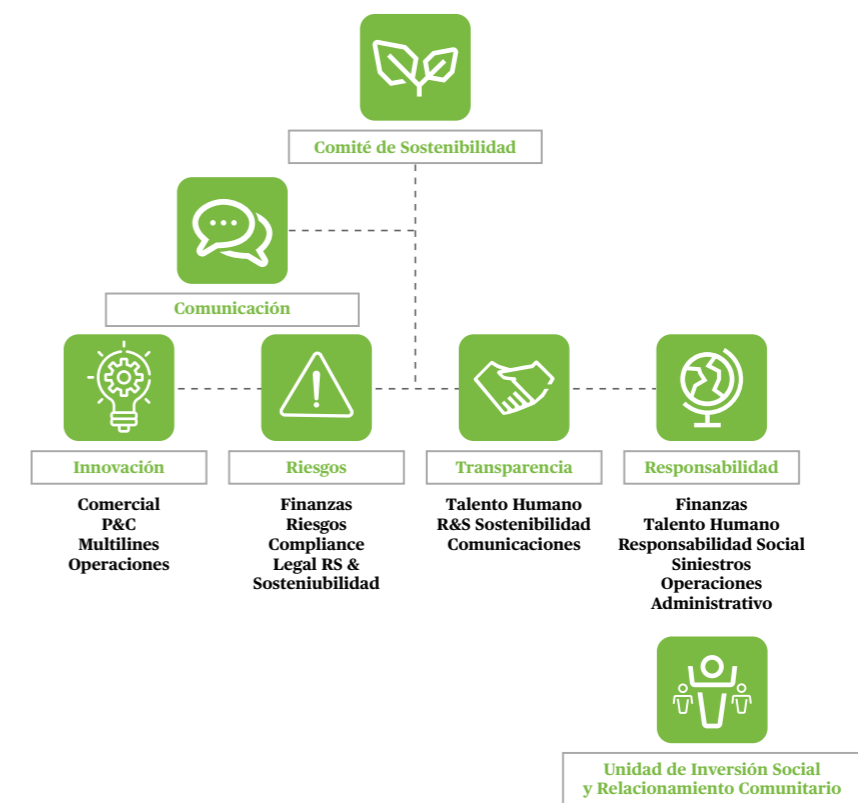 Comité de Sostenibilidad
Comunicación
Innovación
Comercial
P&C
Multilines
Operaciones
Riesgos
Finanzas
Riesgos
Compliance
Legal RS &
Sosteniubilidad
Transparencia
Talento Humano
R&S Sostenibilidad
Comunicaciones
Responsabilidad
Finanzas
Talento Humano
Responsabilidad Social
Siniestros
Operaciones
Administrativo
Unidad de Inversión Social
y Relacionamiento Comunitario